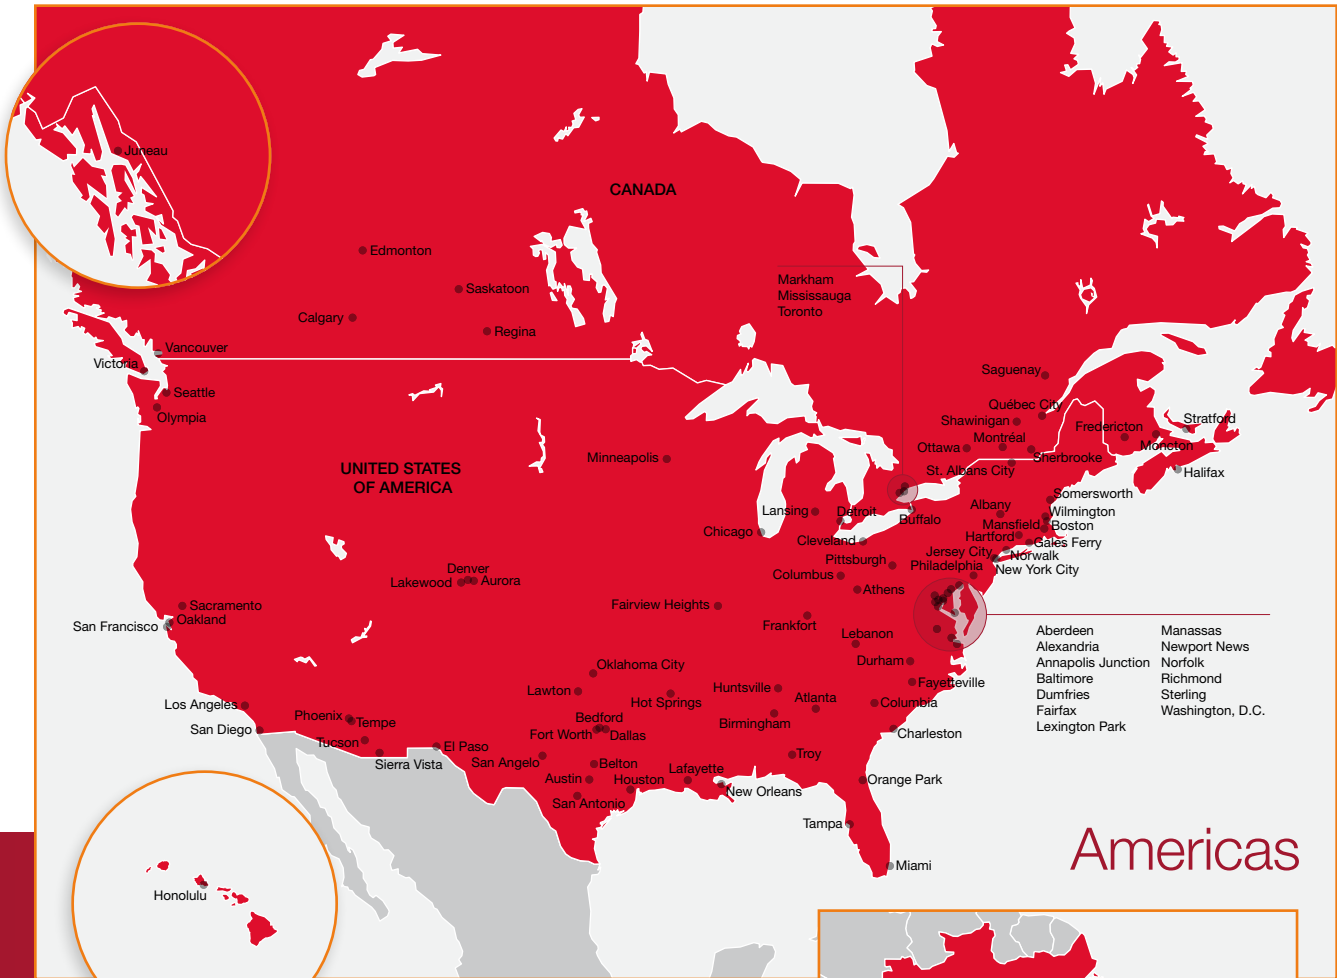 Juneau
CANADA
Edmonton
Saskatoon
Calgary
Regina
Markham
Mississauga
Toronto
Vancouver
Victoria
Seattle
Olympia
Saguenay
Québec City
Shawinigan
Montréal
Ottawa
Sherbrooke
St. Albans City
Fredericton
Stratford
Moncton
Halifax
UNITED STATES
OF AMERICA
Minneapolis
Lansing
Detroit
Chicago
Cleveland
Buffalo
Albany
Somersworth
Wilmington
Mansfield
Boston
Hartford
Gales Ferry
Jersey City
Norwalk
Philadelphia
New York City
Pittsburgh
Columbus
Athens
Denver
Lakewood
Aurora
Sacramento
Oakland
San Francisco
Fairview Heights
Frankfort
Lebanon
Durham
Fayetteville
Aberdeen
Alexandria
Annapolis Junction
Baltimore
Dumfries
Fairfax
Lexington Park
Manassas
Newport News
Norfolk
Richmond
Sterling
Washington, D.C.
Oklahoma City
Lawton
Hot Springs
Huntsville
Atlanta
Columbia
Birmingham
Charleston
Los Angeles
San Diego
Phoenix
Tempe
Tucson
Sierra Vista
El Paso
Bedford
Fort Worth
Dallas
San Angelo
Belton
Austin
Houston
San Antonio
Lafayette
New Orleans
Troy
Orange Park
Tampa
Miami
Americas
Honolulu